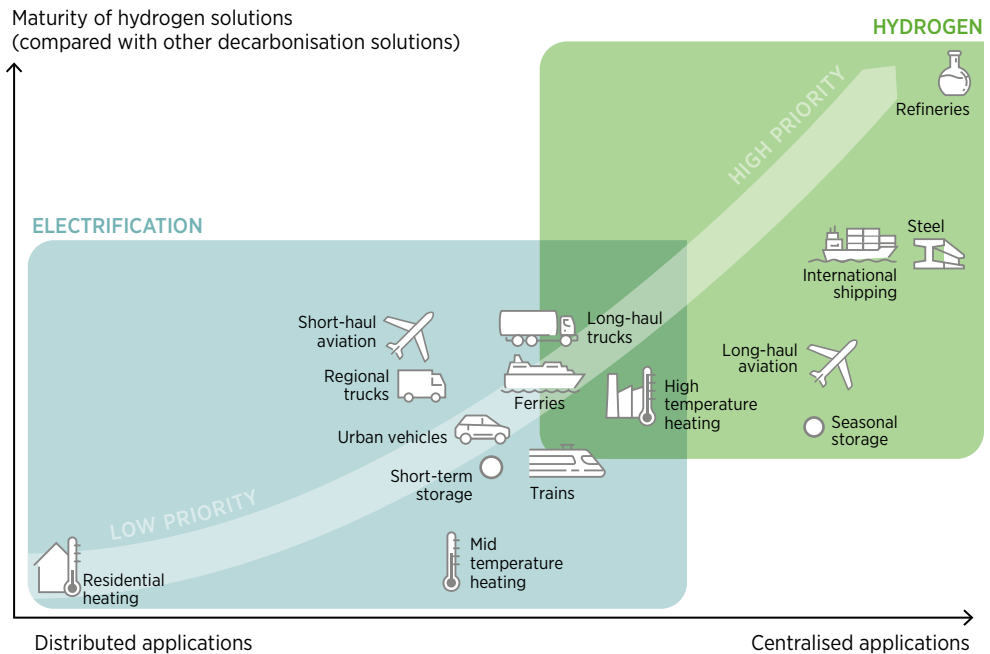 Maturity of hydrogen solutions
(compared with other decarbonisation solutions)
HYDROGEN
HIGH PRIORITY
Refineries
ELECTRIFICATION
Steel
International
shipping
Short-haul
aviation
Long-haul
trucks
Long-haul
aviation
Regional
trucks
Ferries
High
temperature
heating
Urban vehicles
Seasonal
storage
Short-term
storage
Trains
LOW PRIORITY
Mid
temperature
heating
Residential
heating
Distributed applications
Centralised applications